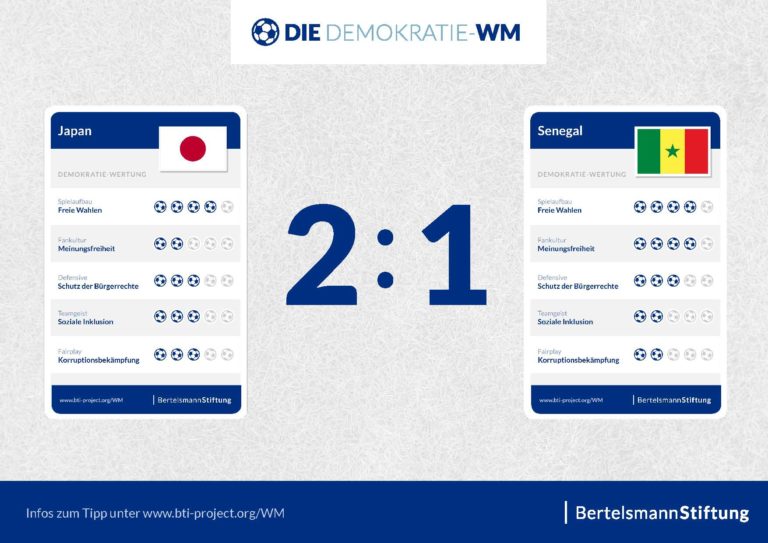 DIE DEMOKRATIE-WM
Japan
DEMOKRATIE-WERTUNG
Spielaufbau
Freie Wahlen
Fankultur
Meinungsfreiheit
Defensive
Schutz der Bürgerrechte
Teamgeist
Soziale Inklusion
Fairplay
Korruptionsbekämpfung
www.bti-project.org/WM
BertelsmannStiftung
2:1
Senegal
DEMOKRATIE-WERTUNG
Spielaufbau
Freie Wahlen
Fankultur
Meinungsfreiheit
Defensive
Schutz der Bürgerrechte
Teamgeist
Soziale Inklusion
Fairplay
Korruptionsbekämpfung
www.bti-project.org/WM
BertelsmannStiftung
Infos zum Tipp unter www.bti-project.org/WM
BertelsmannStiftung